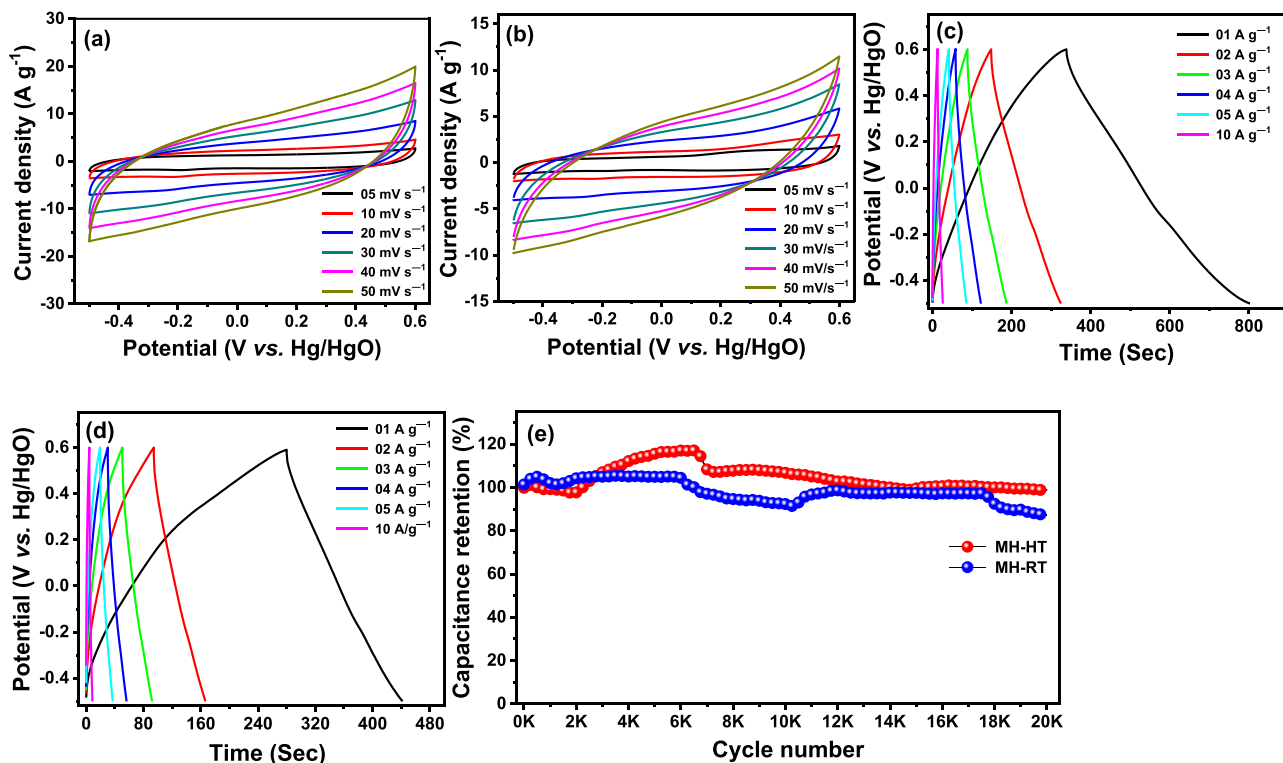 (a)
Current density (A g⁻¹)
30
20
10
0
-10
-20
-30
-0.4
-0.2
0.0
0.2
0.4
0.6
Potential (V vs. Hg/HgO)
05 mV s⁻¹
10 mV s⁻¹
20 mV s⁻¹
30 mV s⁻¹
40 mV s⁻¹
50 mV s⁻¹
(b)
Current density (A g⁻¹)
15
10
5
0
-5
-10
-15
-0.4
-0.2
0.0
0.2
0.4
0.6
Potential (V vs. Hg/HgO)
05 mV s⁻¹
10 mV s⁻¹
20 mV s⁻¹
30 mV/s⁻¹
40 mV/s⁻¹
50 mV/s⁻¹
(c)
Potential (V vs. Hg/HgO)
0.6
0.4
0.2
0.0
-0.2
-0.4
0
200
400
600
800
Time (Sec)
01 A g⁻¹
02 A g⁻¹
03 A g⁻¹
04 A g⁻¹
05 A g⁻¹
10 A g⁻¹
(d)
Potential (V vs. Hg/HgO)
0.6
0.4
0.2
0.0
-0.2
-0.4
0
80
160
240
320
400
480
Time (Sec)
01 A g⁻¹
02 A g⁻¹
03 A g⁻¹
04 A g⁻¹
05 A g⁻¹
10 A/g⁻¹
(e)
Capacitance retention (%)
120
100
80
60
40
20
0
0K
2K
4K
6K
8K
10K
12K
14K
16K
18K
20K
Cycle number
MH-HT
MH-RT